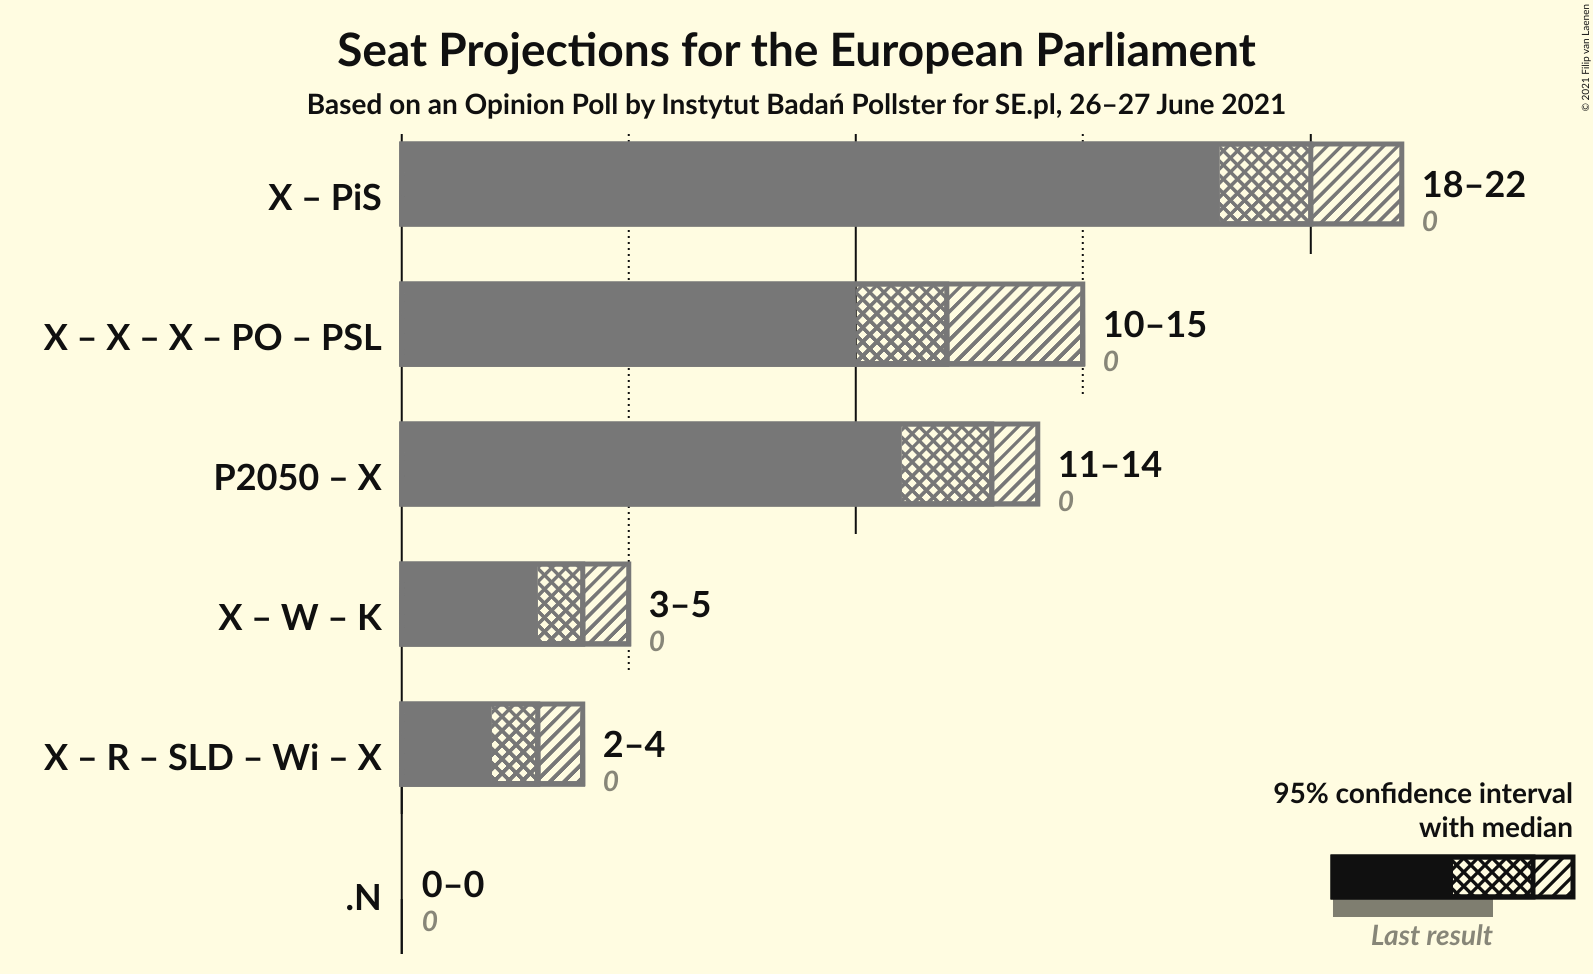 Seat Projections for the European Parliament
Based on an Opinion Poll by Instytut Badań Pollster for SE.pl, 26–27 June 2021
© 2021 Filip van Laenen
X – PiS
18–22
0
X – X – X – PO – PSL
10–15
0
P2050 – X
11–14
0
X – W – K
3–5
0
X – R – SLD – Wi – X
2–4
0
.N
0–0
0
95% confidence interval
with median
Last result